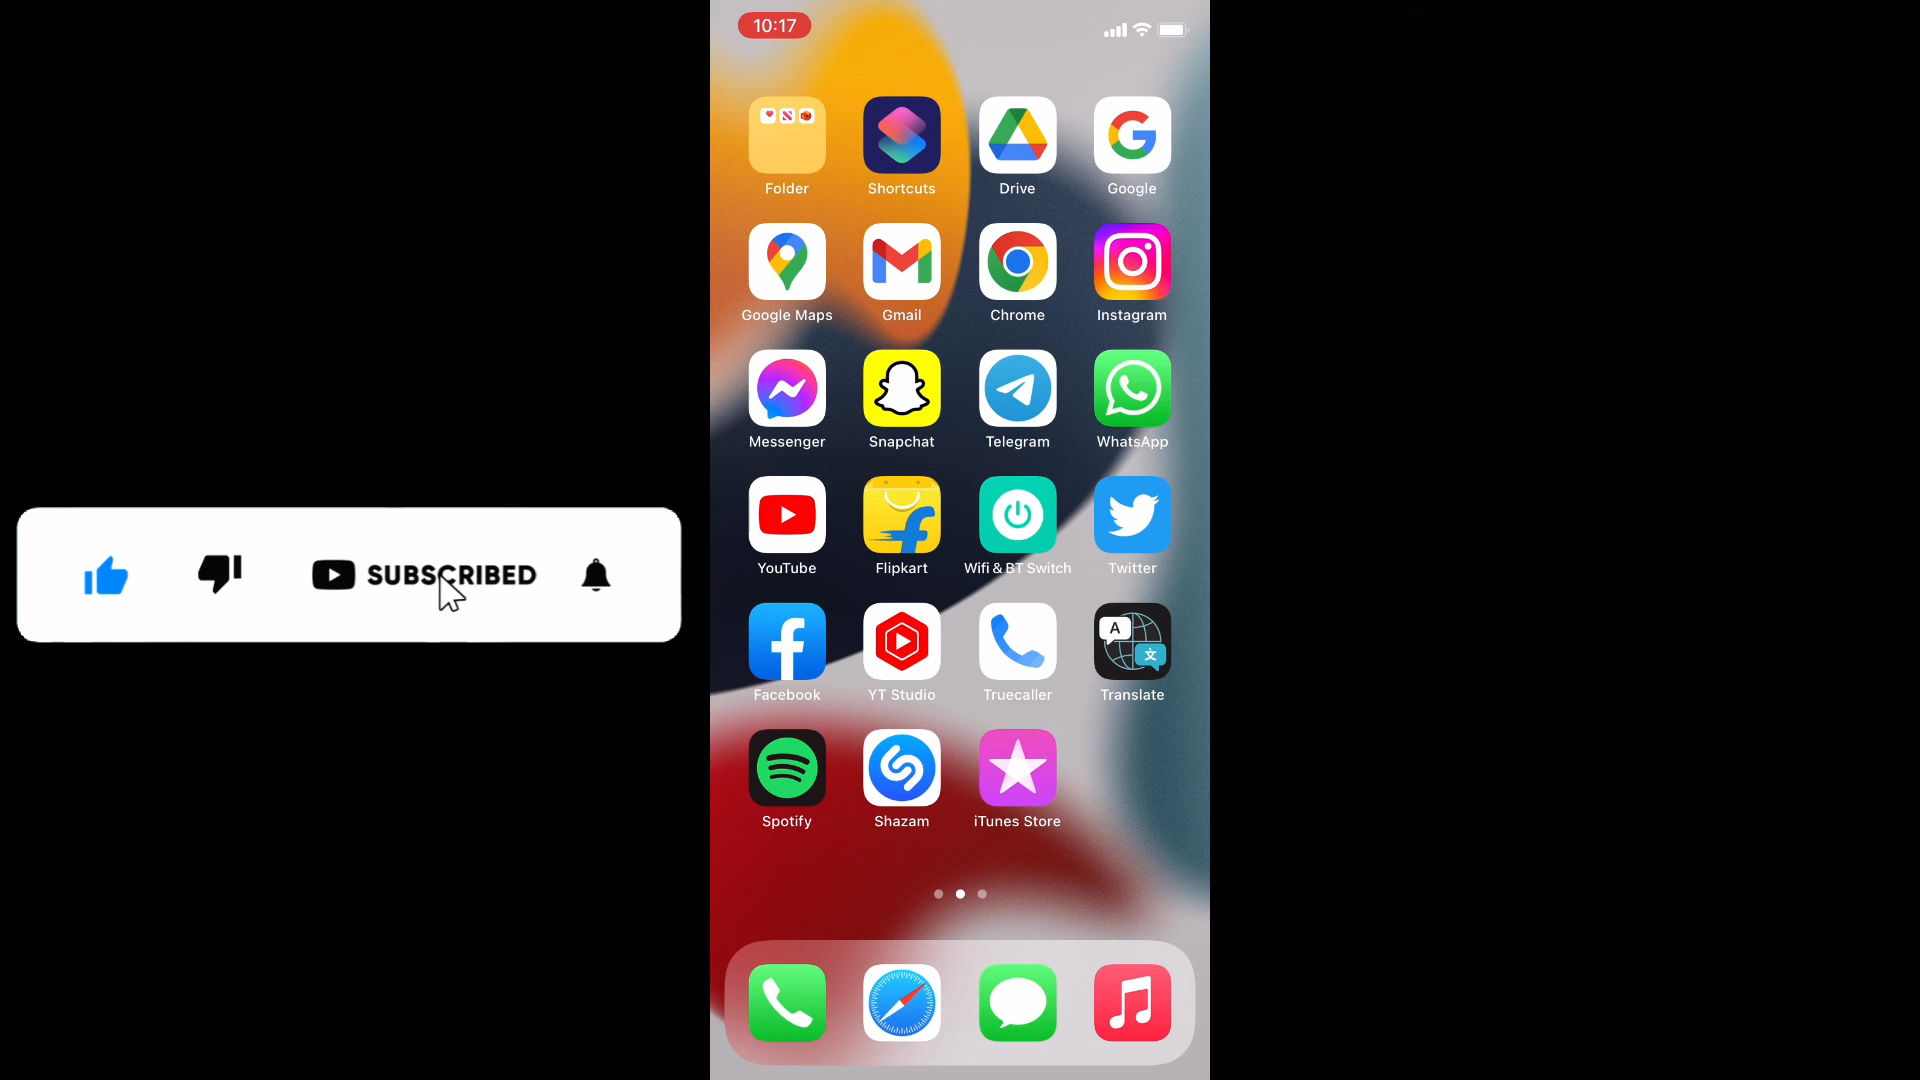 10:17
Folder Shortcuts Drive Google
Google Maps Gmail Chrome Instagram
Messenger Snapchat Telegram WhatsApp
SUBSCRIBED
YouTube Flipkart Wifi & BT Switch Twitter
A
文
Facebook YT Studio Truecaller Translate
Spotify Shazam iTunes Store